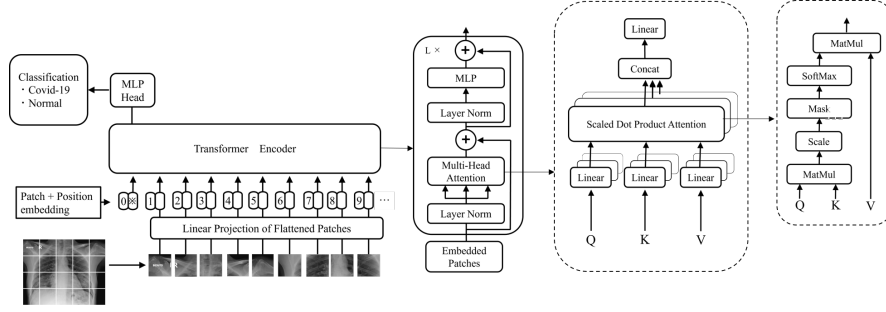 Classification
・Covid-19
・Normal
MLP
Head
Transformer Encoder
Patch + Position
embedding
0 ※ 1 2 3 4 5 6 7 8 9 ⋯
Linear Projection of Flattened Patches
L ×
+
MLP
Layer Norm
+
Multi-Head
Attention
Layer Norm
Embedded
Patches
Linear
Concat
Scaled Dot Product Attention
Linear Linear Linear
Q K V
MatMul
SoftMax
Mask
Scale
MatMul
Q K V